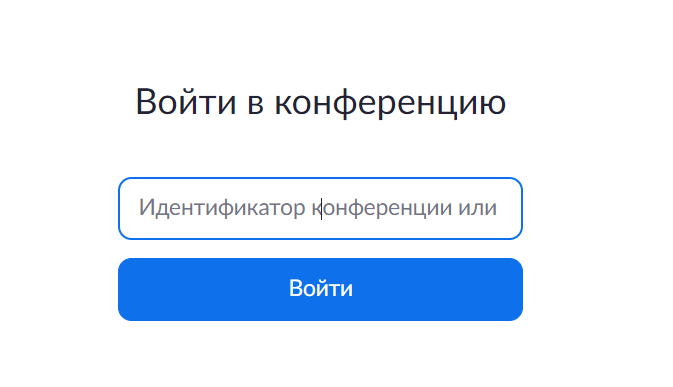 Войти в конференцию
Идентификатор конференции или
Войти